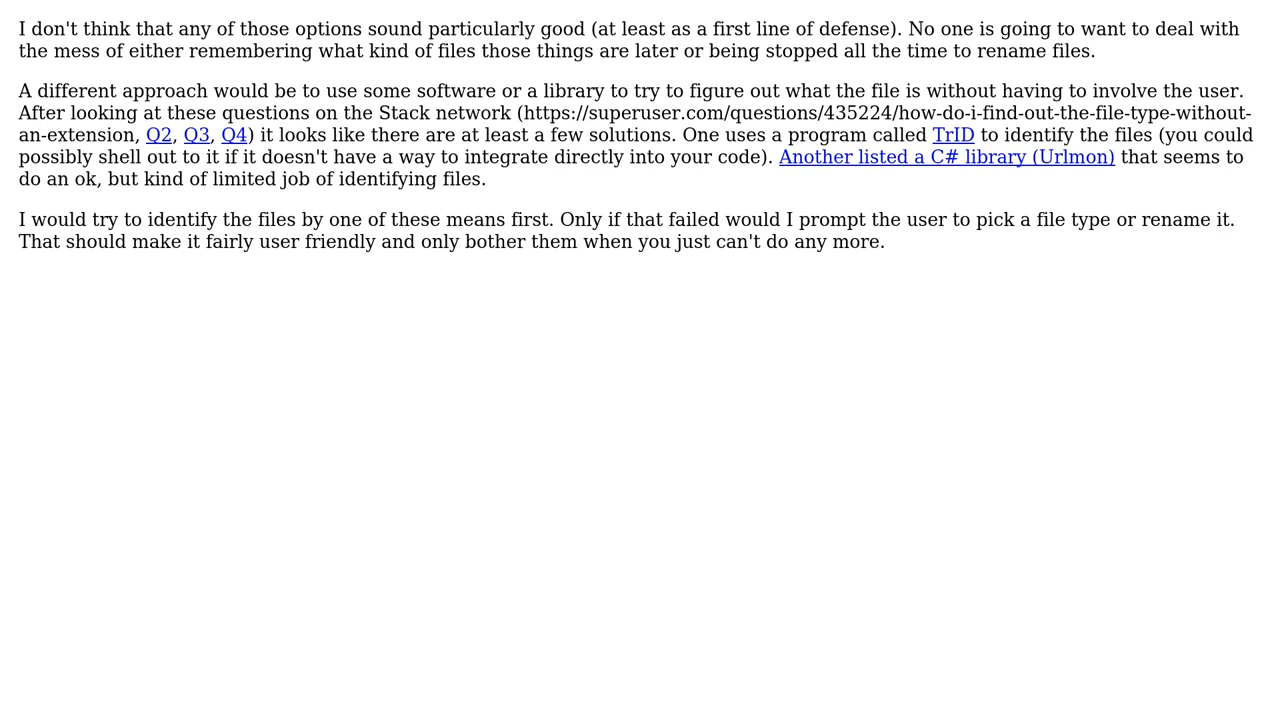 I don't think that any of those options sound particularly good (at least as a first line of defense). No one is going to want to deal with
the mess of either remembering what kind of files those things are later or being stopped all the time to rename files.
A different approach would be to use some software or a library to try to figure out what the file is without having to involve the user.
After looking at these questions on the Stack network (https://superuser.com/questions/435224/how-do-i-find-out-the-file-type-without-
an-extension, Q2, Q3, Q4) it looks like there are at least a few solutions. One uses a program called TrID to identify the files (you could
possibly shell out to it if it doesn't have a way to integrate directly into your code). Another listed a C# library (Urlmon) that seems to
do an ok, but kind of limited job of identifying files.
I would try to identify the files by one of these means first. Only if that failed would I prompt the user to pick a file type or rename it.
That should make it fairly user friendly and only bother them when you just can't do any more.